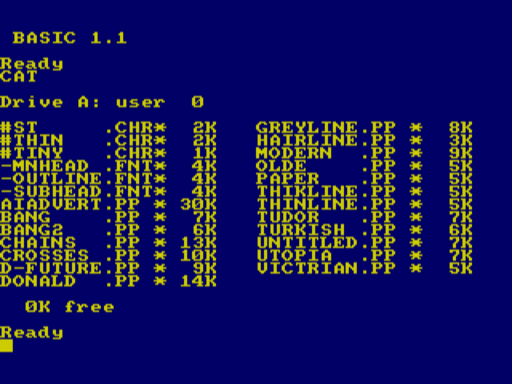 BASIC 1.1
Ready
CAT
Drive A: user  0
#ST     .CHR*  2K    GREYLINE.PP *  8K
#THIN   .CHR*  2K    HAIRLINE.PP *  3K
#TINY   .CHR*  1K    MODERN  .PP *  9K
-MNHEAD .FNT*  4K    OLDE    .PP *  5K
-OUTLINE.FNT*  4K    PAPER   .PP *  5K
-SUBHEAD.FNT*  4K    THIKLINE.PP *  5K
AIADVERT.PP * 30K    THINLINE.PP *  5K
BANG    .PP *  7K    TUDOR   .PP *  7K
BANG2   .PP *  6K    TURKISH .PP *  6K
CHAINS  .PP * 13K    UNTITLED.PP *  7K
CROSSES .PP * 10K    UTOPIA  .PP *  7K
D-FUTURE.PP *  9K    VICTRIAN.PP *  5K
DONALD  .PP * 14K
0K free
Ready